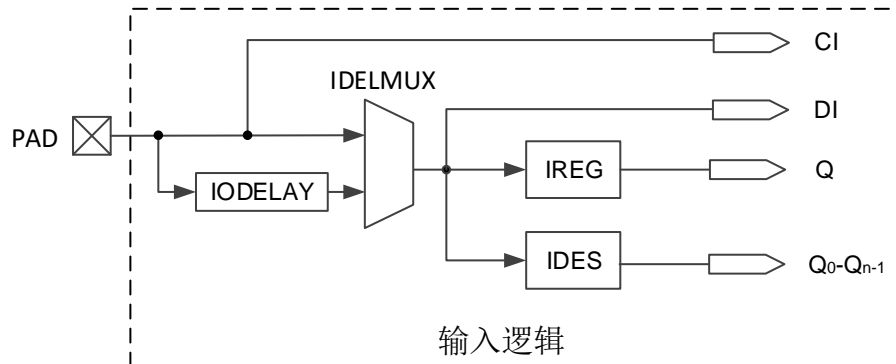 CI
IDELMUX
DI
PAD
IODELAY
IREG
Q
IDES
Q0-Qn-1
输入逻辑